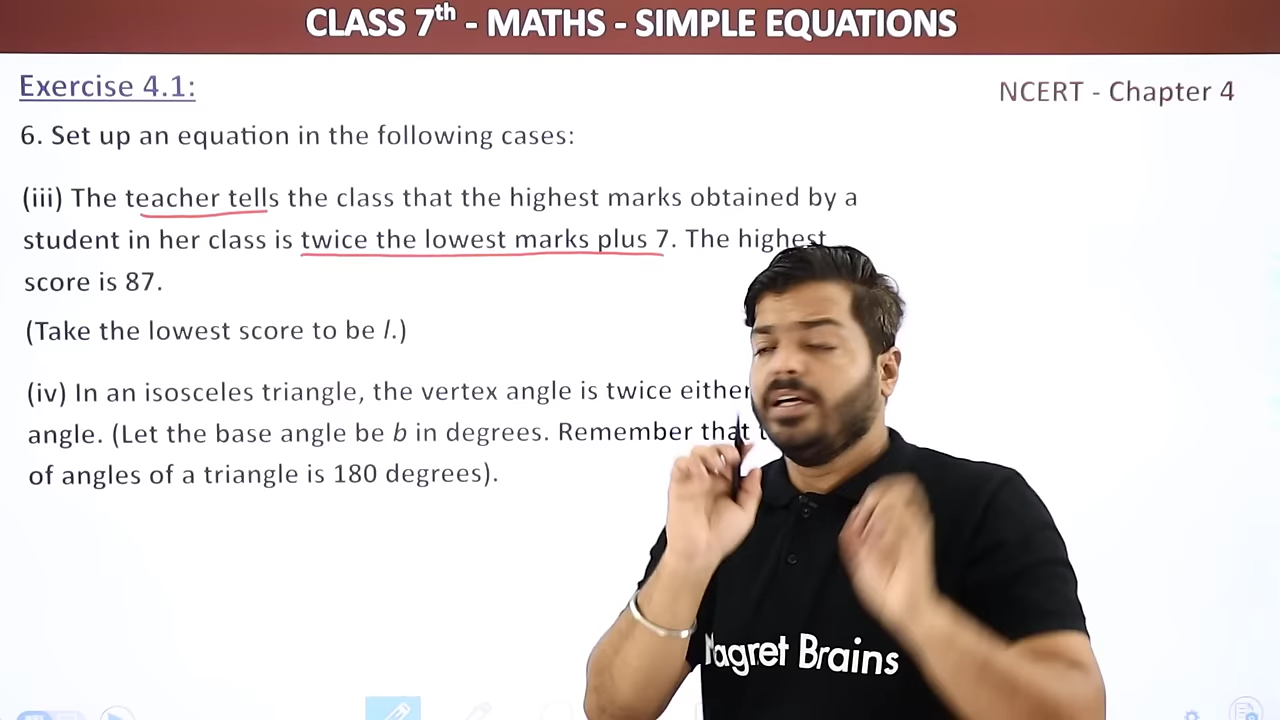 CLASS 7th - MATHS - SIMPLE EQUATIONS
Exercise 4.1:
NCERT - Chapter 4
6. Set up an equation in the following cases:
(iii) The teacher tells the class that the highest marks obtained by a
student in her class is twice the lowest marks plus 7. The highest
score is 87.
(Take the lowest score to be l.)
(iv) In an isosceles triangle, the vertex angle is twice either
angle. (Let the base angle be b in degrees. Remember that
of angles of a triangle is 180 degrees).
Magret Brains